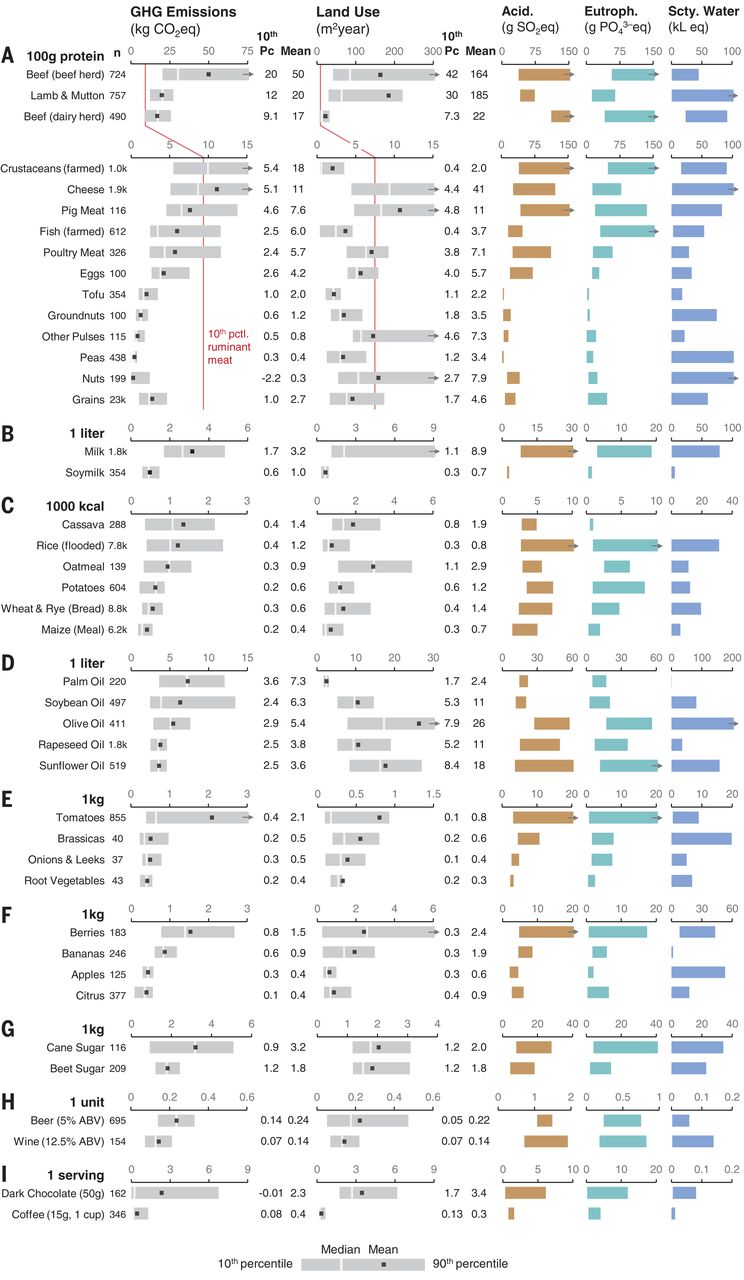 GHG Emissions Land Use Acid. Eutroph. Scty. Water
(kg CO2eq) 10th (m2year) 10th (g SO2eq) (g PO4 3–eq) (kL eq)
A 100g protein n 0 25 50 75 Pc Mean 0 100 200 300 Pc Mean 0 75 150 0 75 150 0 50 100
Beef (beef herd) 724 20 50 42 164
Lamb & Mutton 757 12 20 30 185
Beef (dairy herd) 490 9.1 17 7.3 22
0 5 10 15 0 5 10 15 0 75 150 0 75 150 0 50 100
Crustaceans (farmed) 1.0k 5.4 18 0.4 2.0
Cheese 1.9k 5.1 11 4.4 41
Pig Meat 116 4.6 7.6 4.8 11
Fish (farmed) 612 2.5 6.0 0.4 3.7
Poultry Meat 326 2.4 5.7 3.8 7.1
Eggs 100 2.6 4.2 4.0 5.7
Tofu 354 1.0 2.0 1.1 2.2
Groundnuts 100 0.6 1.2 1.8 3.5
Other Pulses 115 0.5 0.8 4.6 7.3
Peas 438 0.3 0.4 1.2 3.4
Nuts 199 -2.2 0.3 2.7 7.9
Grains 23k 1.0 2.7 1.7 4.6
10th pctl.
ruminant
meat
B 1 liter 0 2 4 6 0 3 6 9 0 15 30 0 10 20 0 50 100
Milk 1.8k 1.7 3.2 1.1 8.9
Soymilk 354 0.6 1.0 0.3 0.7
C 1000 kcal 0 1 2 3 0 2 4 6 0 5 10 0 5 10 0 20 40
Cassava 288 0.4 1.4 0.8 1.9
Rice (flooded) 7.8k 0.4 1.2 0.3 0.8
Oatmeal 139 0.3 0.9 1.1 2.9
Potatoes 604 0.2 0.6 0.6 1.2
Wheat & Rye (Bread) 8.8k 0.3 0.6 0.4 1.4
Maize (Meal) 6.2k 0.2 0.4 0.3 0.7
D 1 liter 0 5 10 15 0 10 20 30 0 30 60 0 30 60 0 100 200
Palm Oil 220 3.6 7.3 1.7 2.4
Soybean Oil 497 2.4 6.3 5.3 11
Olive Oil 411 2.9 5.4 7.9 26
Rapeseed Oil 1.8k 2.5 3.8 5.2 11
Sunflower Oil 519 2.5 3.6 8.4 18
E 1kg 0 1 2 3 0 0.5 1 1.5 0 10 20 0 10 20 0 10 20
Tomatoes 855 0.4 2.1 0.1 0.8
Brassicas 40 0.2 0.5 0.2 0.6
Onions & Leeks 37 0.3 0.5 0.1 0.4
Root Vegetables 43 0.2 0.4 0.2 0.3
F 1kg 0 1 2 3 0 2 4 6 0 10 20 0 10 20 0 30 60
Berries 183 0.8 1.5 0.3 2.4
Bananas 246 0.6 0.9 0.3 1.9
Apples 125 0.3 0.4 0.3 0.6
Citrus 377 0.1 0.4 0.4 0.9
G 1kg 0 2 4 6 0 1 2 3 4 0 20 40 0 10 20 0 20 40
Cane Sugar 116 0.9 3.2 1.2 2.0
Beet Sugar 209 1.2 1.8 1.2 1.8
H 1 unit 0 0.2 0.4 0.6 0 0.2 0.4 0.6 0 1 2 0 0.5 1 0 0.1 0.2
Beer (5% ABV) 695 0.14 0.24 0.05 0.22
Wine (12.5% ABV) 154 0.07 0.14 0.07 0.14
I 1 serving 0 3 6 9 0 3 6 9 0 5 10 0 10 20 0 0.1 0.2
Dark Chocolate (50g) 162 -0.01 2.3 1.7 3.4
Coffee (15g, 1 cup) 346 0.08 0.4 0.13 0.3
Median Mean
10th percentile 90th percentile